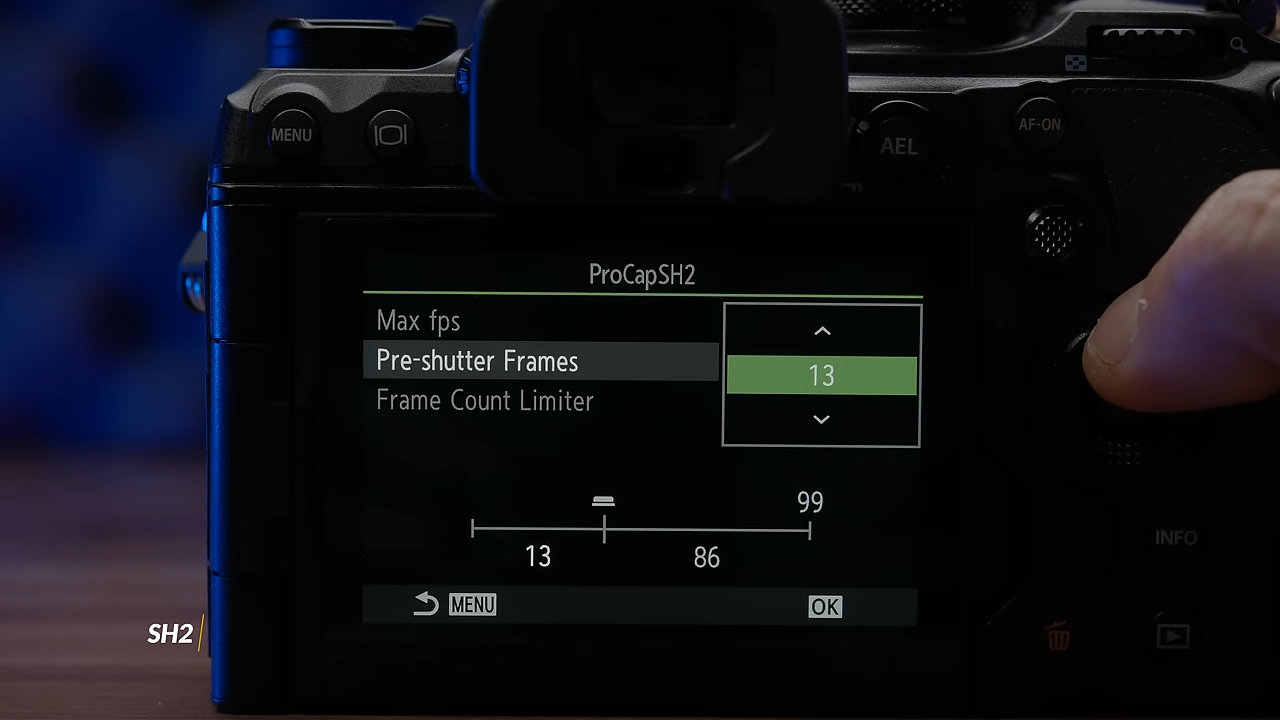 MENU
AEL
AF-ON
ProCapSH2
Max fps
Pre-shutter Frames
13
Frame Count Limiter
99
13
86
MENU
OK
INFO
SH2